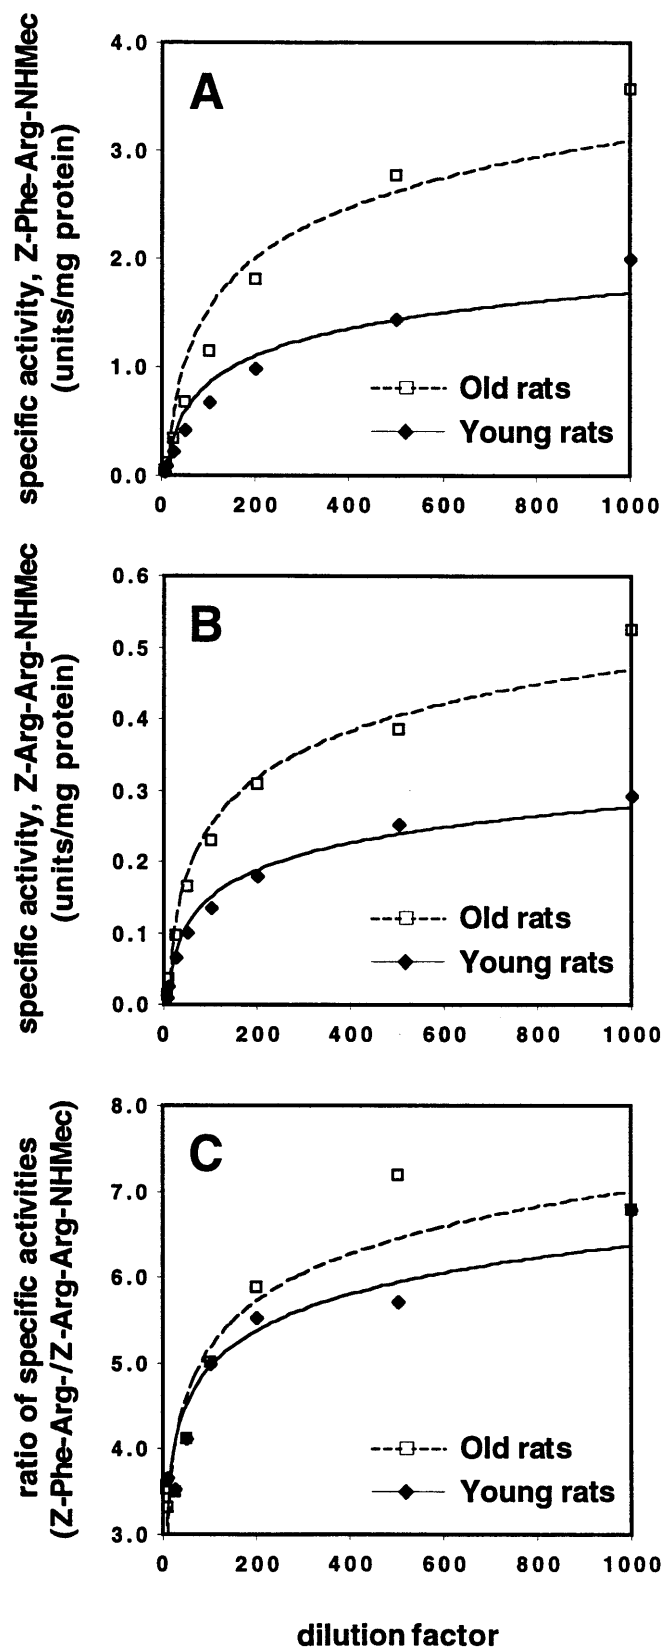 specific activity, Z-Phe-Arg-NHMec
(units/mg protein)
4.0
3.0
2.0
1.0
0.0
A
Old rats
Young rats
0 200 400 600 800 1000
specific activity, Z-Arg-Arg-NHMec
(units/mg protein)
0.6
0.5
0.4
0.3
0.2
0.1
0.0
B
Old rats
Young rats
0 200 400 600 800 1000
ratio of specific activities
(Z-Phe-Arg-/Z-Arg-Arg-NHMec)
8.0
7.0
6.0
5.0
4.0
3.0
C
Old rats
Young rats
0 200 400 600 800 1000
dilution factor